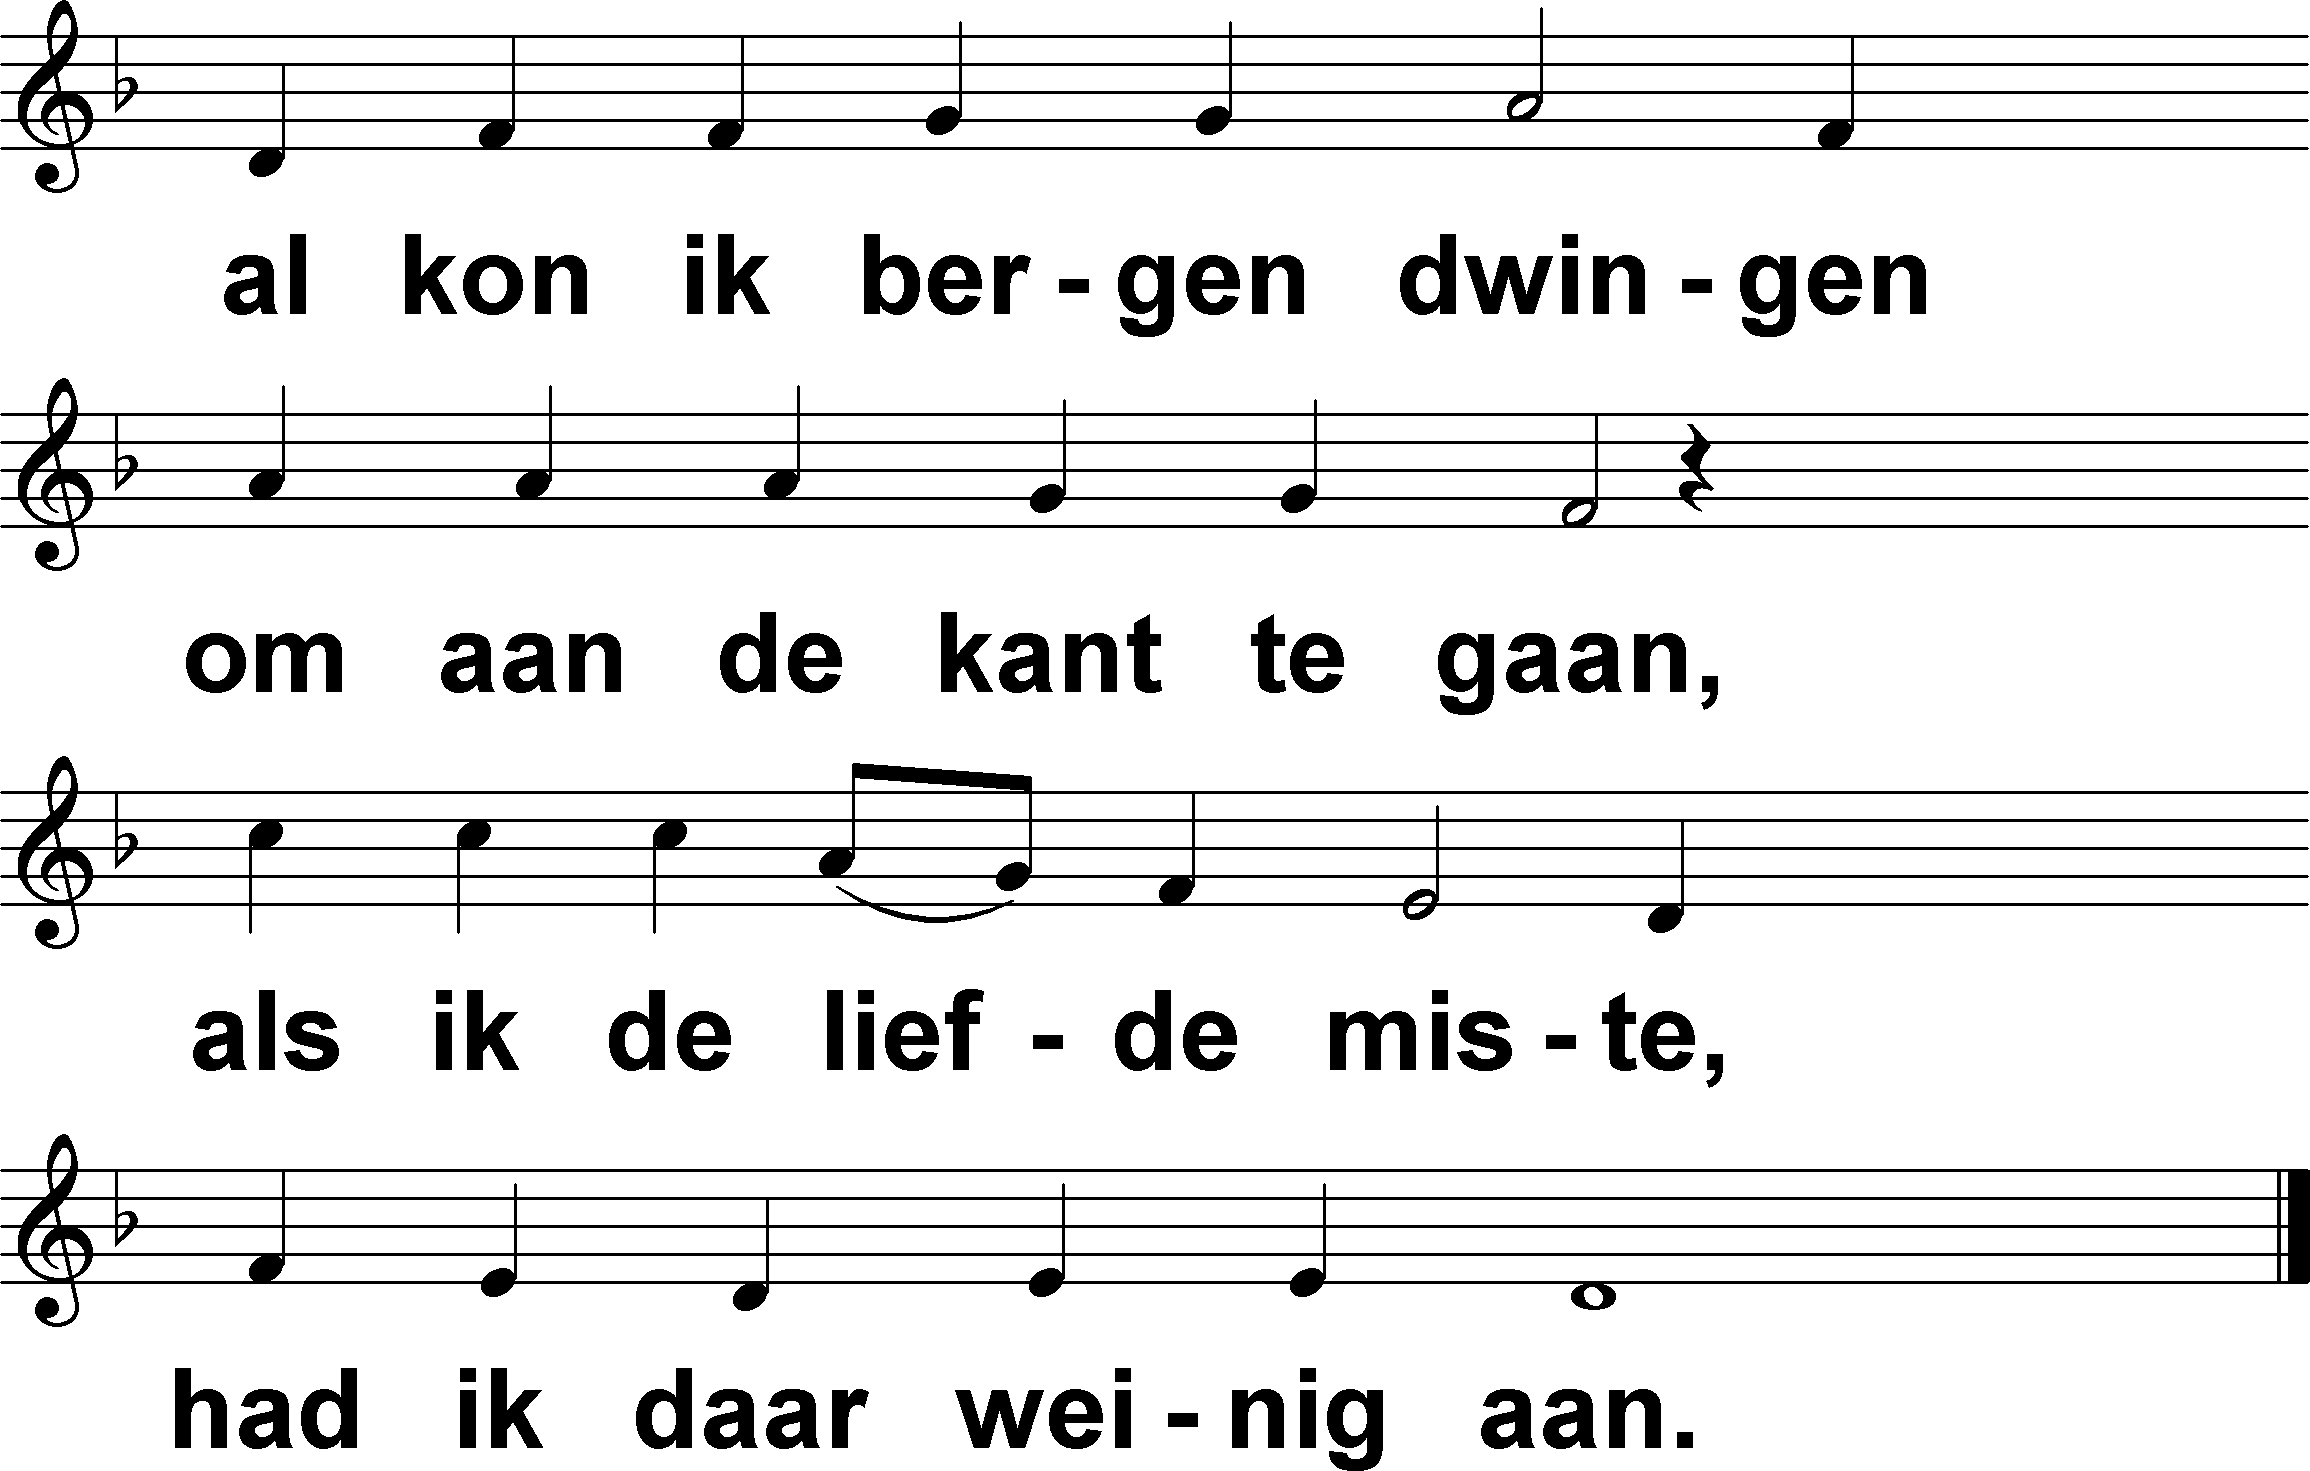 al kon ik ber - gen dwin - gen
om aan de kant te gaan,
als ik de lief - de mis - te,
had ik daar wei - nig aan.